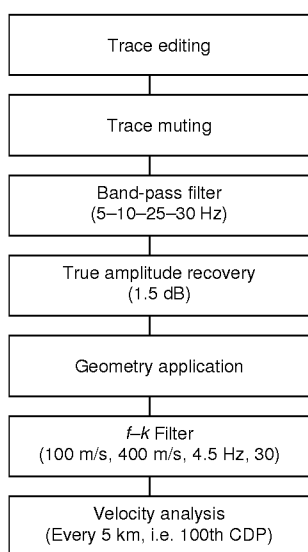 Trace editing
Trace muting
Band-pass filter
(5–10–25–30 Hz)
True amplitude recovery
(1.5 dB)
Geometry application
f–k Filter
(100 m/s, 400 m/s, 4.5 Hz, 30)
Velocity analysis
(Every 5 km, i.e. 100th CDP)